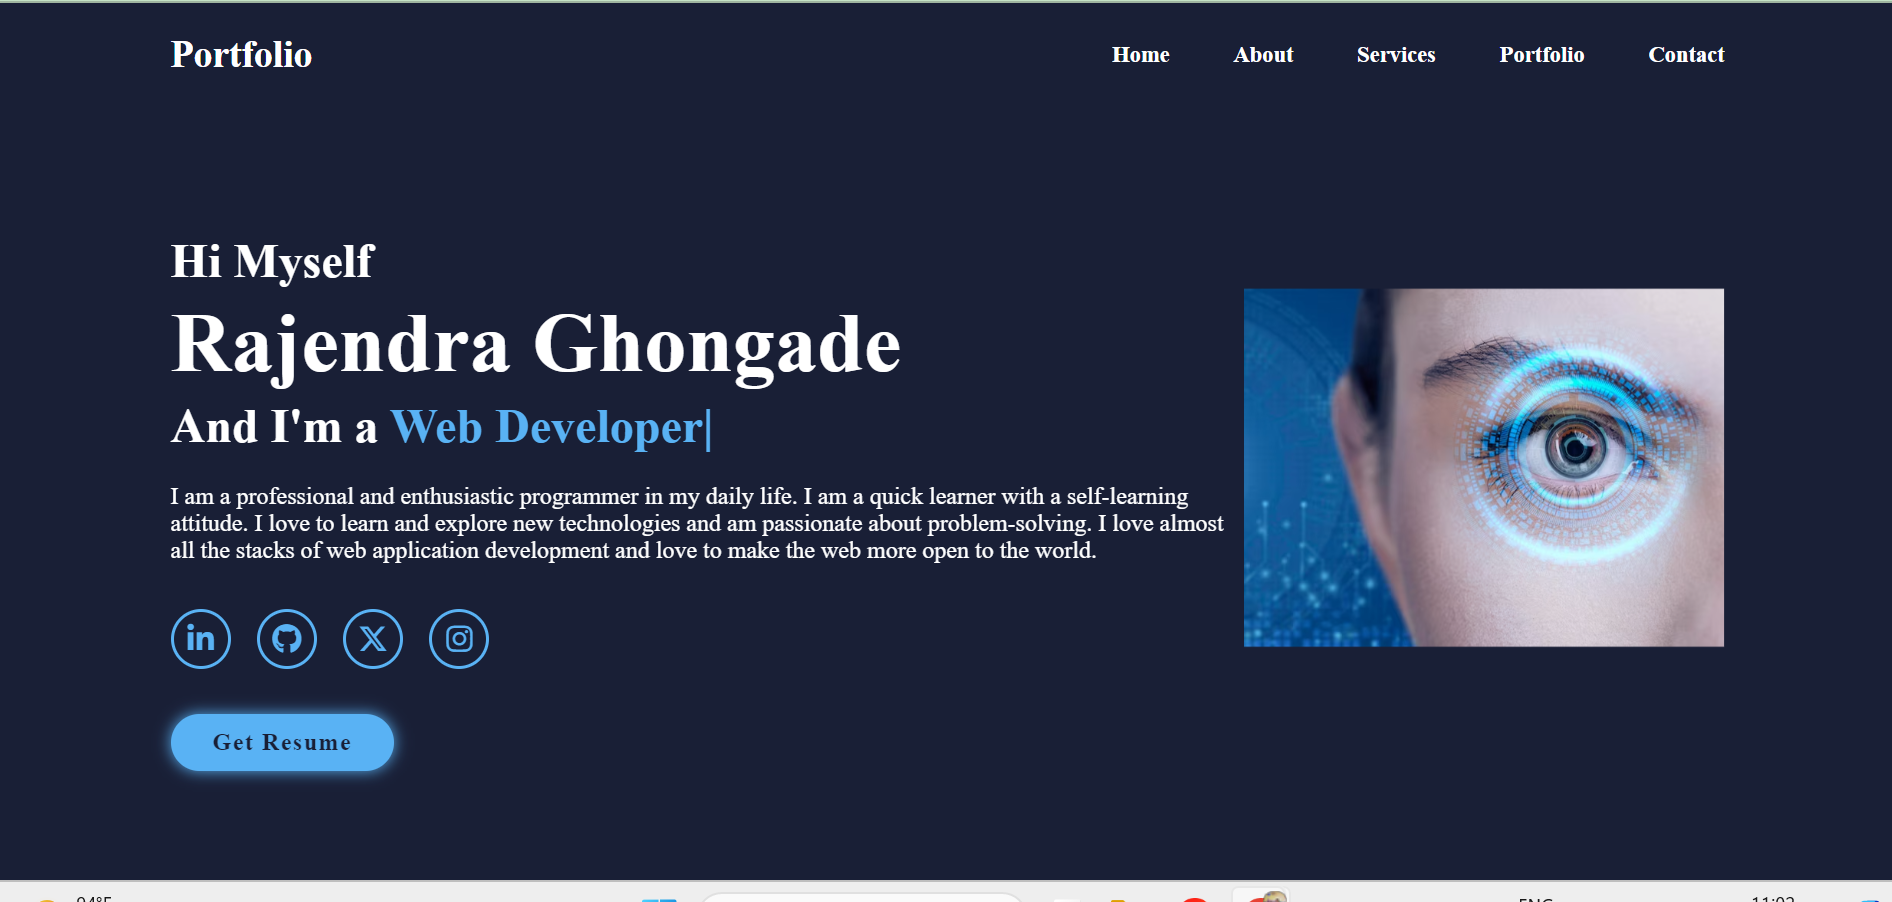 Portfolio
Home About Services Portfolio Contact
Hi Myself
Rajendra Ghongade
And I'm a Web Developer|
I am a professional and enthusiastic programmer in my daily life. I am a quick learner with a self-learning
attitude. I love to learn and explore new technologies and am passionate about problem-solving. I love almost
all the stacks of web application development and love to make the web more open to the world.
in
Get Resume